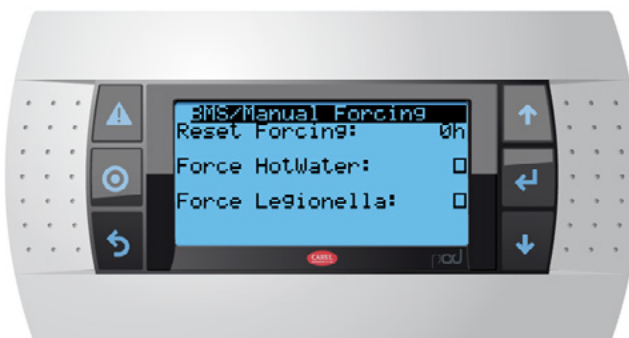 BMS/Manual Forcing
Reset Forcing: 0h
Force HotWater: □
Force Legionella: □
CAREL
pGD